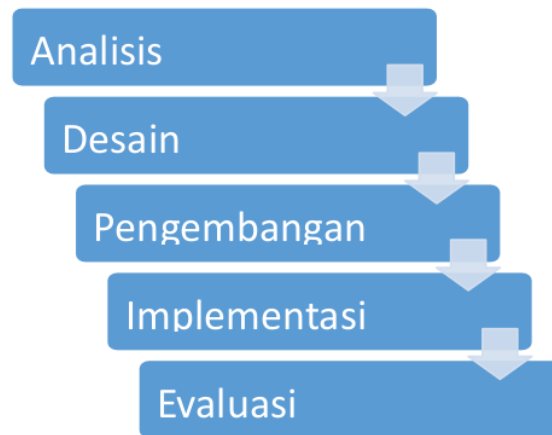 Analisis
Desain
Pengembangan
Implementasi
Evaluasi